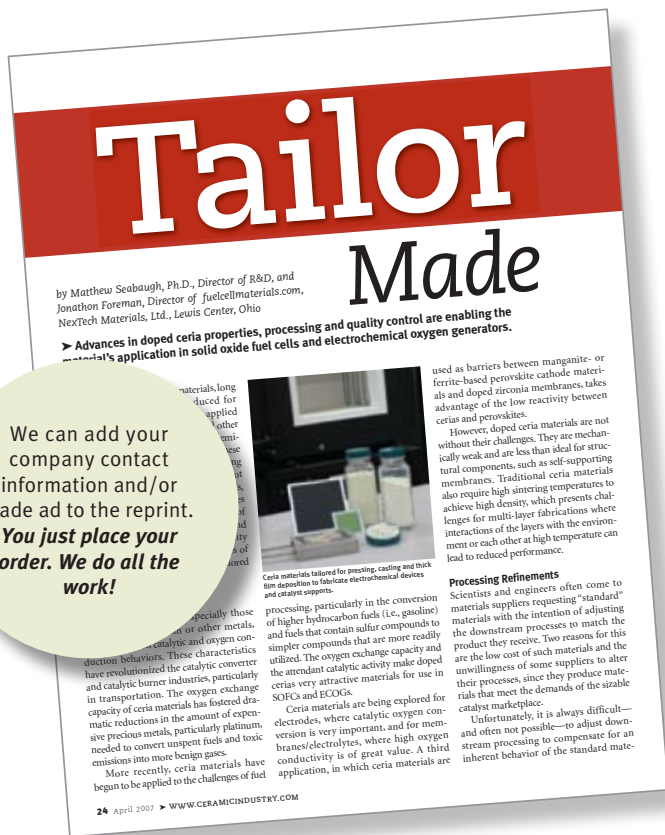 Tailor
Made
by Matthew Seabaugh, Ph.D., Director of R&D, and
Jonathon Foreman, Director of fuelcellmaterials.com,
NexTech Materials, Ltd., Lewis Center, Ohio
➤ Advances in doped ceria properties, processing and quality control are enabling the
material's application in solid oxide fuel cells and electrochemical oxygen generators.
We can add your
company contact
information and/or
ade ad to the reprint.
You just place your
order. We do all the
work!
materials, long
duced for
applied
other
especially those
or other metals,
catalytic and oxygen con-
duction behaviors. These characteristics
have revolutionized the catalytic converter
and catalytic burner industries, particularly
in transportation. The oxygen exchange
capacity of ceria materials has fostered dra-
matic reductions in the amount of expen-
sive precious metals, particularly platinum,
needed to convert unspent fuels and toxic
emissions into more benign gases.
More recently, ceria materials have
begun to be applied to the challenges of fuel
Ceria materials tailored for pressing, casting and thick
film deposition to fabricate electrochemical devices
and catalyst supports.
processing, particularly in the conversion
of higher hydrocarbon fuels (i.e., gasoline)
and fuels that contain sulfur compounds to
simpler compounds that are more readily
utilized. The oxygen exchange capacity and
the attendant catalytic activity make doped
cerias very attractive materials for use in
SOFCs and ECOGs.
Ceria materials are being explored for
electrodes, where catalytic oxygen con-
version is very important, and for mem-
branes/electrolytes, where high oxygen
conductivity is of great value. A third
application, in which ceria materials are
used as barriers between manganite- or
ferrite-based perovskite cathode materi-
als and doped zirconia membranes, takes
advantage of the low reactivity between
cerias and perovskites.
However, doped ceria materials are not
without their challenges. They are mechan-
ically weak and are less than ideal for struc-
tural components, such as self-supporting
membranes. Traditional ceria materials
also require high sintering temperatures to
achieve high density, which presents chal-
lenges for multi-layer fabrications where
interactions of the layers with the environ-
ment or each other at high temperature can
lead to reduced performance.
Processing Refinements
Scientists and engineers often come to
materials suppliers requesting "standard"
materials with the intention of adjusting
the downstream processes to match the
product they receive. Two reasons for this
are the low cost of such materials and the
unwillingness of some suppliers to alter
their processes, since they produce mate-
rials that meet the demands of the sizable
catalyst marketplace.
Unfortunately, it is always difficult—
and often not possible—to adjust down-
stream processing to compensate for an
inherent behavior of the standard mate-
24 April 2007 ➤ WWW.CERAMICINDUSTRY.COM